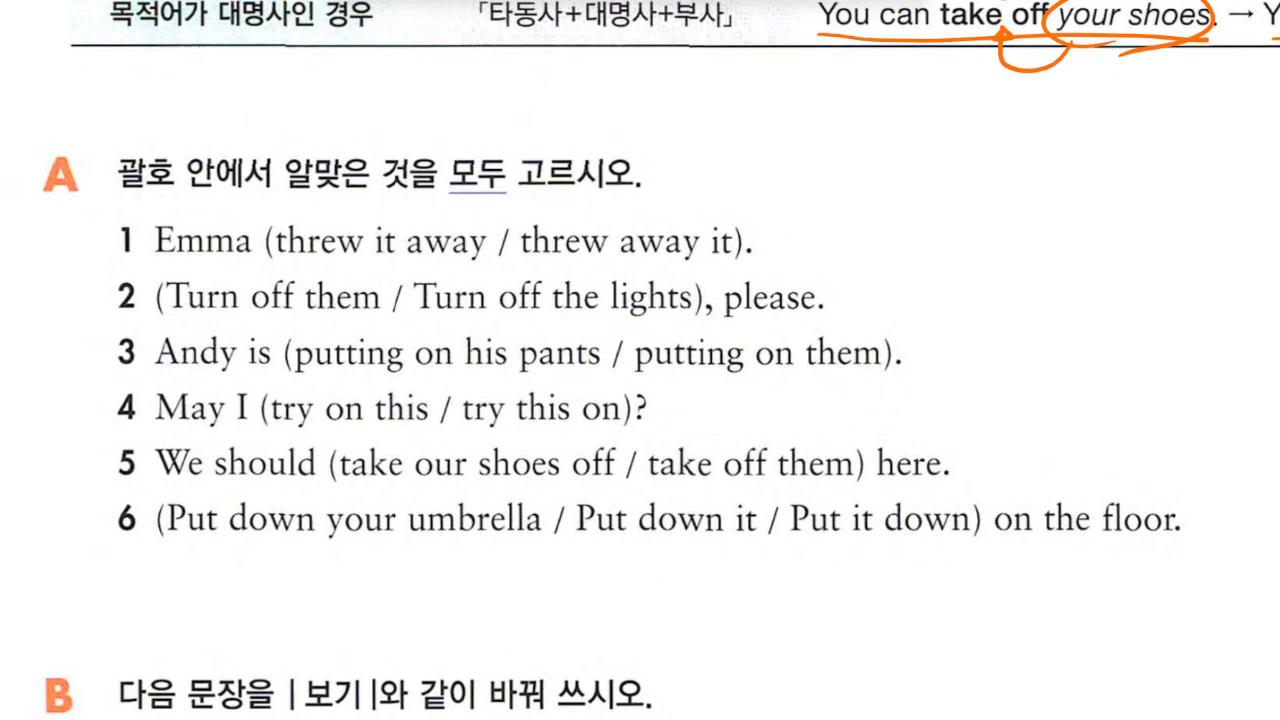 목적어가 대명사인 경우 「타동사+대명사+부사」 You can take off your shoes. → Y
A 괄호 안에서 알맞은 것을 모두 고르시오.
1 Emma (threw it away / threw away it).
2 (Turn off them / Turn off the lights), please.
3 Andy is (putting on his pants / putting on them).
4 May I (try on this / try this on)?
5 We should (take our shoes off / take off them) here.
6 (Put down your umbrella / Put down it / Put it down) on the floor.
B 다음 문장을 |보기|와 같이 바꿔 쓰시오.